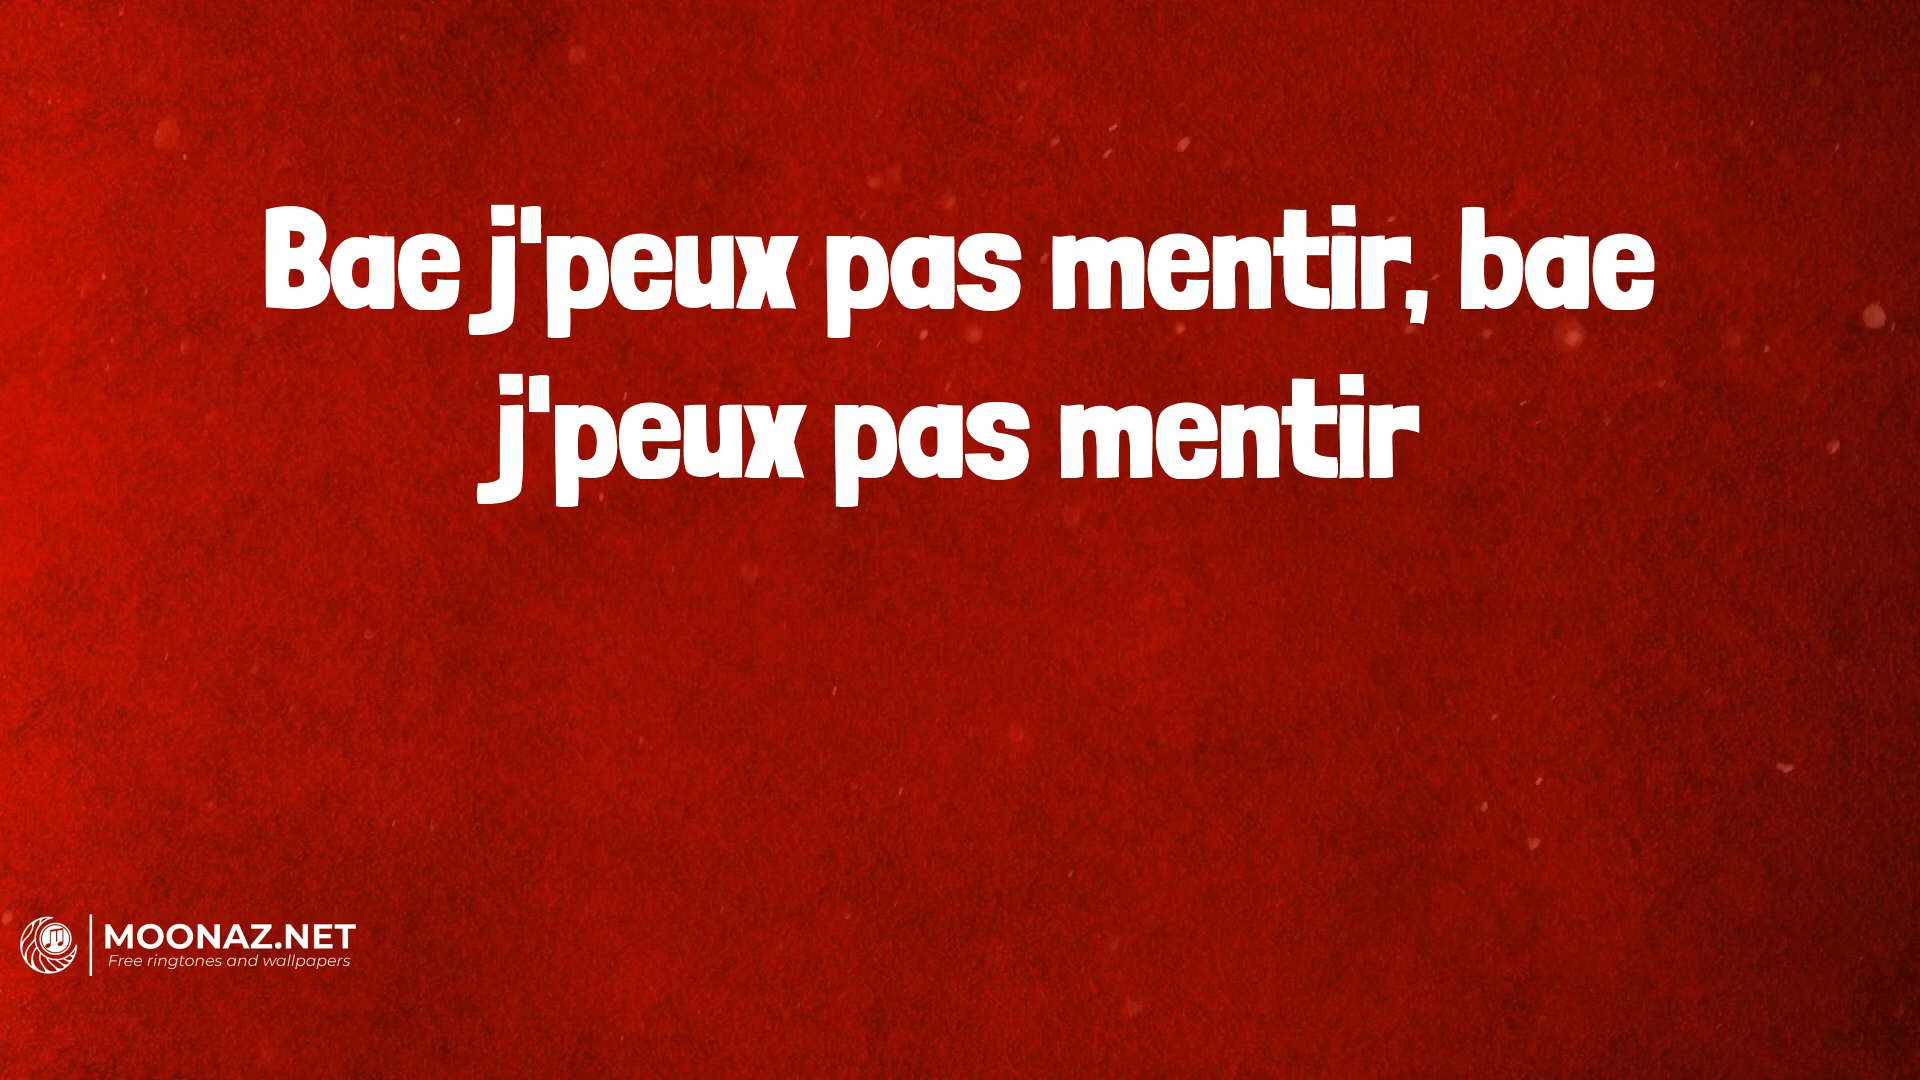 Bae j'peux pas mentir, bae
j'peux pas mentir
MOONAZ.NET
Free ringtones and wallpapers